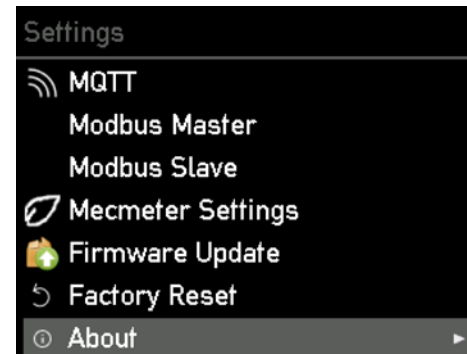 Settings
MQTT
Modbus Master
Modbus Slave
Mecmeter Settings
Firmware Update
Factory Reset
About